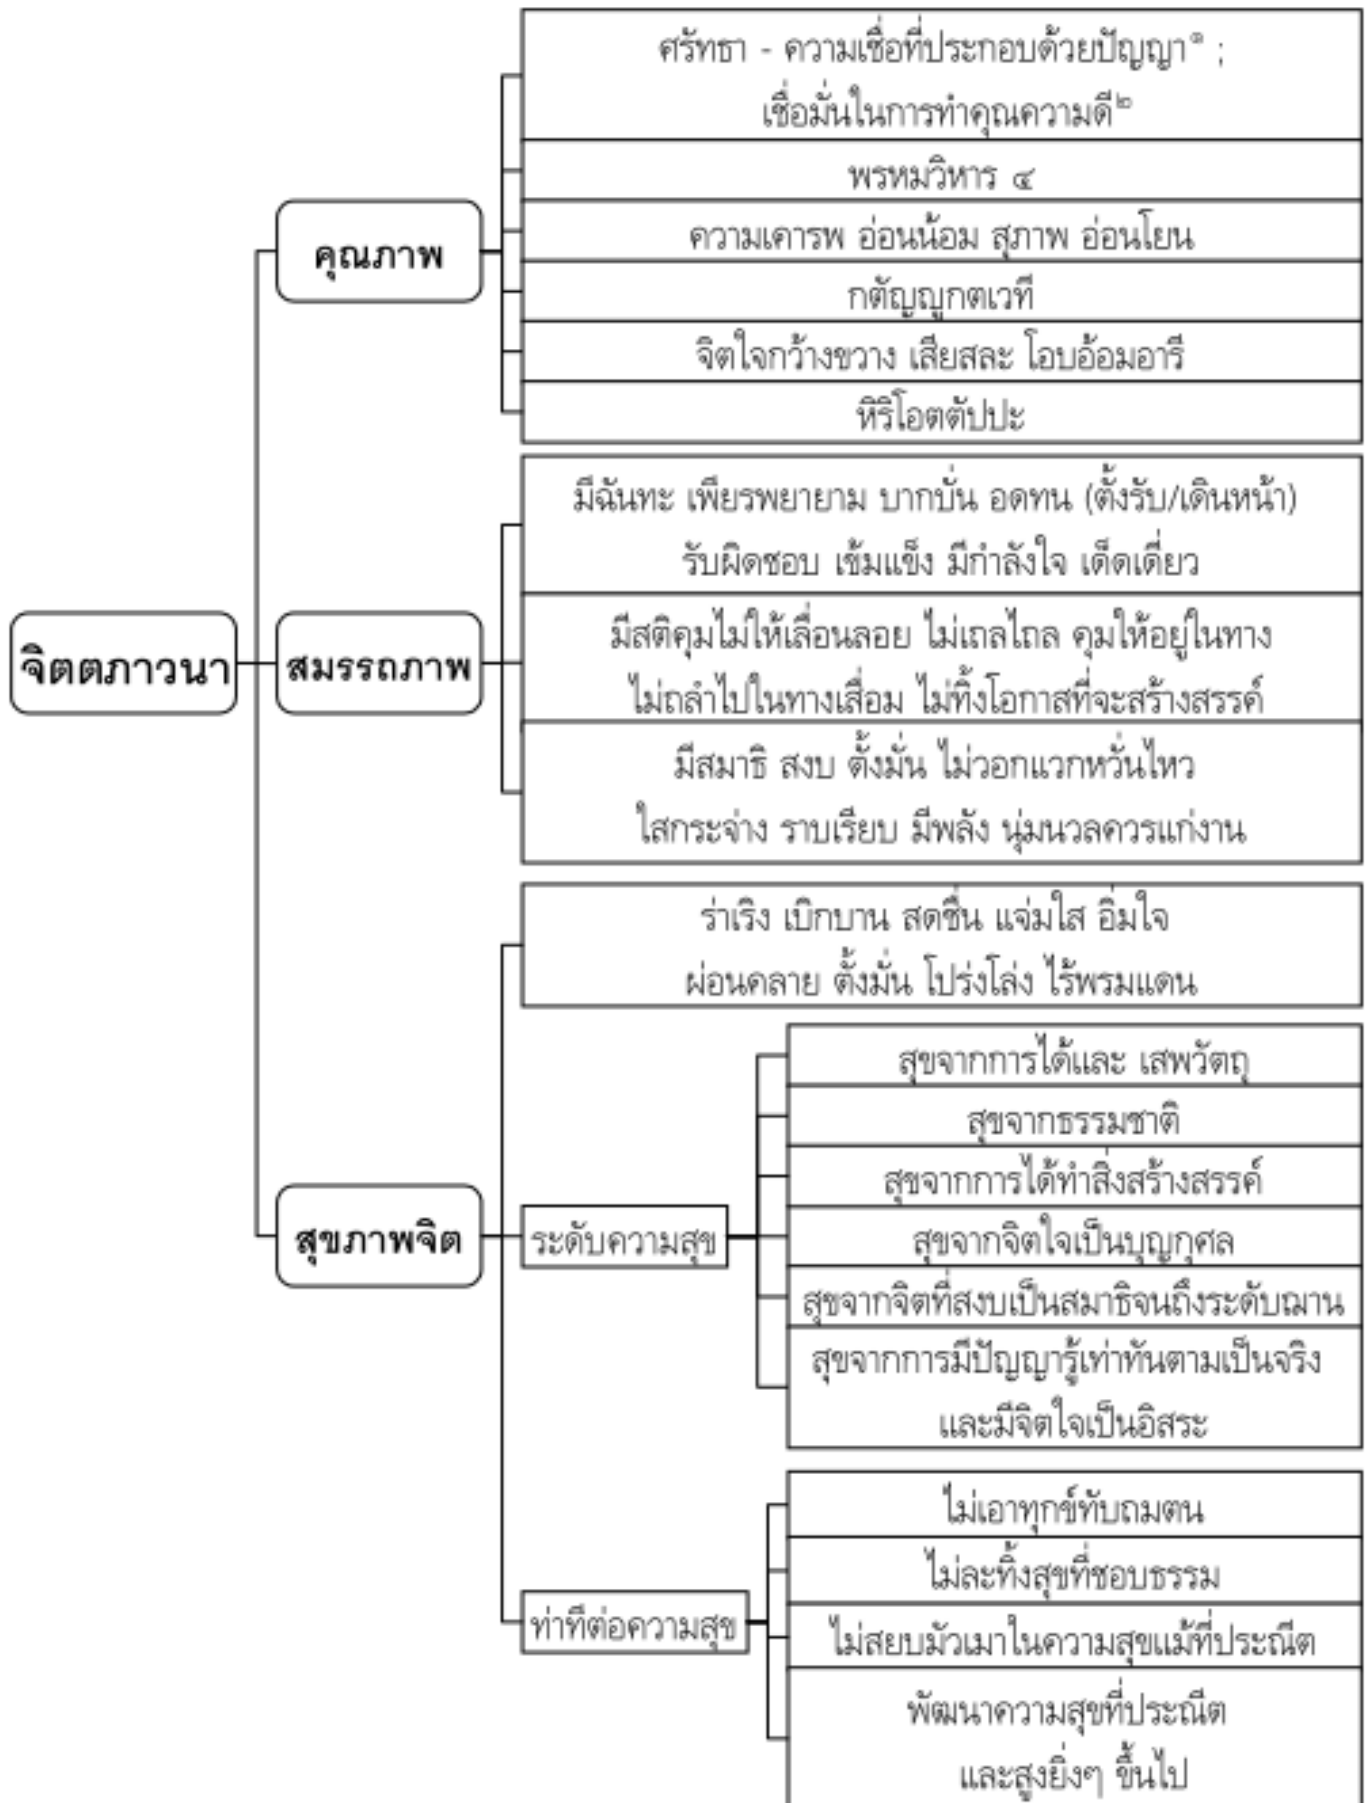 ศรัทธา - ความเชื่อที่ประกอบด้วยปัญญา๑ ;
เชื่อมั่นในการทำคุณความดี๒
พรหมวิหาร ๔
คุณภาพ
ความเคารพ อ่อนน้อม สุภาพ อ่อนโยน
กตัญญูกตเวที
จิตใจกว้างขวาง เสียสละ โอบอ้อมอารี
หิริโอตตัปปะ
มีฉันทะ เพียรพยายาม บากบั่น อดทน (ตั้งรับ/เดินหน้า)
รับผิดชอบ เข้มแข็ง มีกำลังใจ เด็ดเดี่ยว
จิตตภาวนา
สมรรถภาพ
มีสติคุมไม่ให้เลื่อนลอย ไม่เถลไถล คุมให้อยู่ในทาง
ไม่ถลำไปในทางเสื่อม ไม่ทิ้งโอกาสที่จะสร้างสรรค์
มีสมาธิ สงบ ตั้งมั่น ไม่วอกแวกหวั่นไหว
ใสกระจ่าง ราบเรียบ มีพลัง นุ่มนวลควรแก่งาน
ร่าเริง เบิกบาน สดชื่น แจ่มใส อิ่มใจ
ผ่อนคลาย ตั้งมั่น โปร่งโล่ง ไร้พรมแดน
สุขภาพจิต
ระดับความสุข
สุขจากการได้และ เสพวัตถุ
สุขจากธรรมชาติ
สุขจากการได้ทำสิ่งสร้างสรรค์
สุขจากจิตใจเป็นบุญกุศล
สุขจากจิตที่สงบเป็นสมาธิจนถึงระดับฌาน
สุขจากการมีปัญญารู้เท่าทันตามเป็นจริง
และมีจิตใจเป็นอิสระ
ท่าทีต่อความสุข
ไม่เอาทุกข์ทับถมตน
ไม่ละทิ้งสุขที่ชอบธรรม
ไม่สยบมัวเมาในความสุขแม้ที่ประณีต
พัฒนาความสุขที่ประณีต
และสูงยิ่งๆ ขึ้นไป